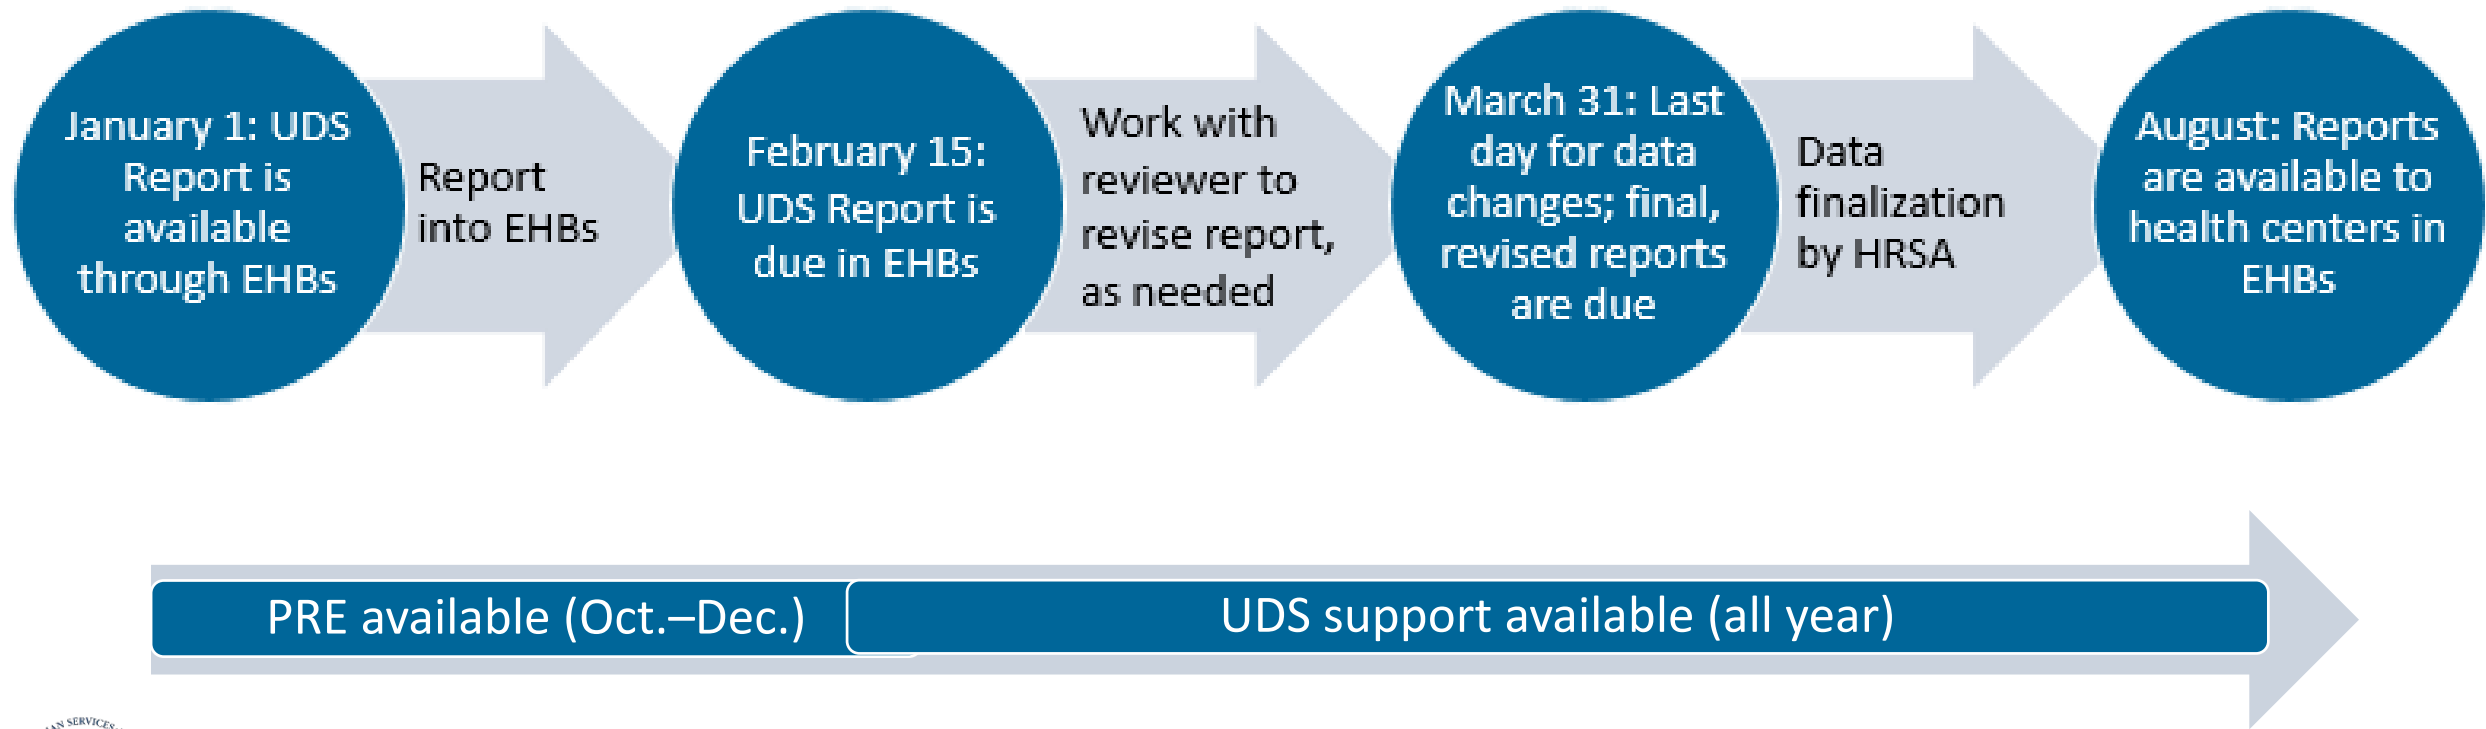 January 1: UDS
Report is
available
through EHBs
Report
into EHBs
February 15:
UDS Report is
due in EHBs
Work with
reviewer to
revise report,
as needed
March 31: Last
day for data
changes; final,
revised reports
are due
Data
finalization
by HRSA
August: Reports
are available to
health centers in
EHBs
PRE available (Oct.–Dec.)
UDS support available (all year)
SERVICES